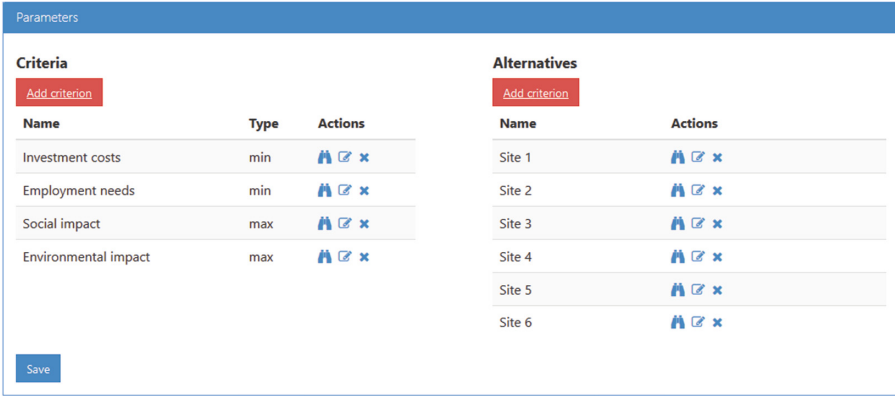 Parameters
Criteria
Add criterion
Name Type Actions
Investment costs min
Employment needs min
Social impact max
Environmental impact max
Alternatives
Add criterion
Name Actions
Site 1
Site 2
Site 3
Site 4
Site 5
Site 6
Save